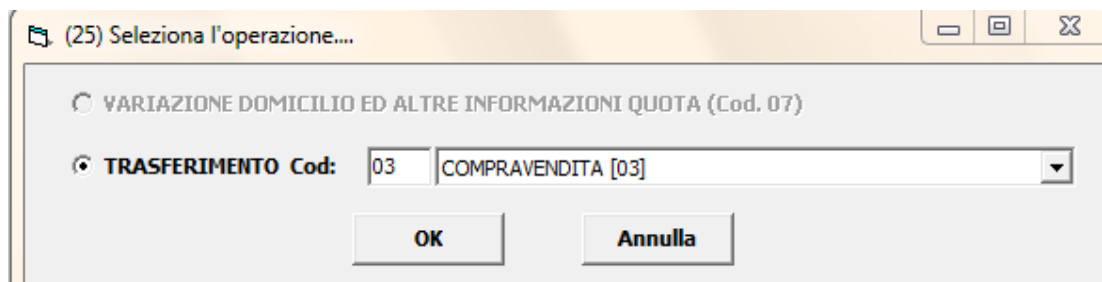 (25) Seleziona l'operazione....
VARIAZIONE DOMICILIO ED ALTRE INFORMAZIONI QUOTA (Cod. 07)
TRASFERIMENTO Cod: 03 COMPRAVENDITA [03]
OK Annulla